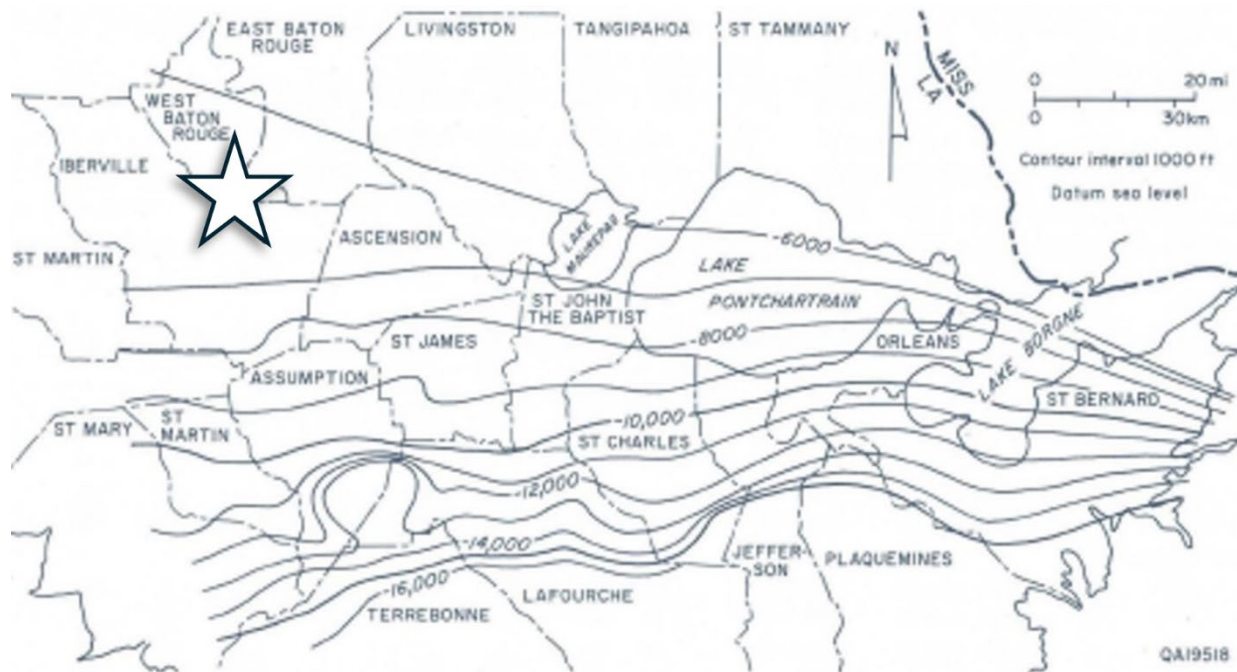 EAST BATON
ROUGE
LIVINGSTON
TANGIPAHOA
ST TAMMANY
N
MISS
LA
0 20 mi
0 30km
Contour interval 1000 ft
Datum sea level
WEST
BATON
ROUGE
IBERVILLE
ST MARTIN
ASCENSION
LAKE
MAUREPAS
-6000
LAKE
PONTCHARTRAIN
ST JOHN
THE BAPTIST
ST JAMES
-8000
ORLEANS
LAKE BORGNE
ASSUMPTION
ST BERNARD
ST MARY
ST
MARTIN
-10,000
ST CHARLES
-12,000
-14,000
-16,000
JEFFER-
SON
PLAQUEMINES
LAFOURCHE
TERREBONNE
QA19518